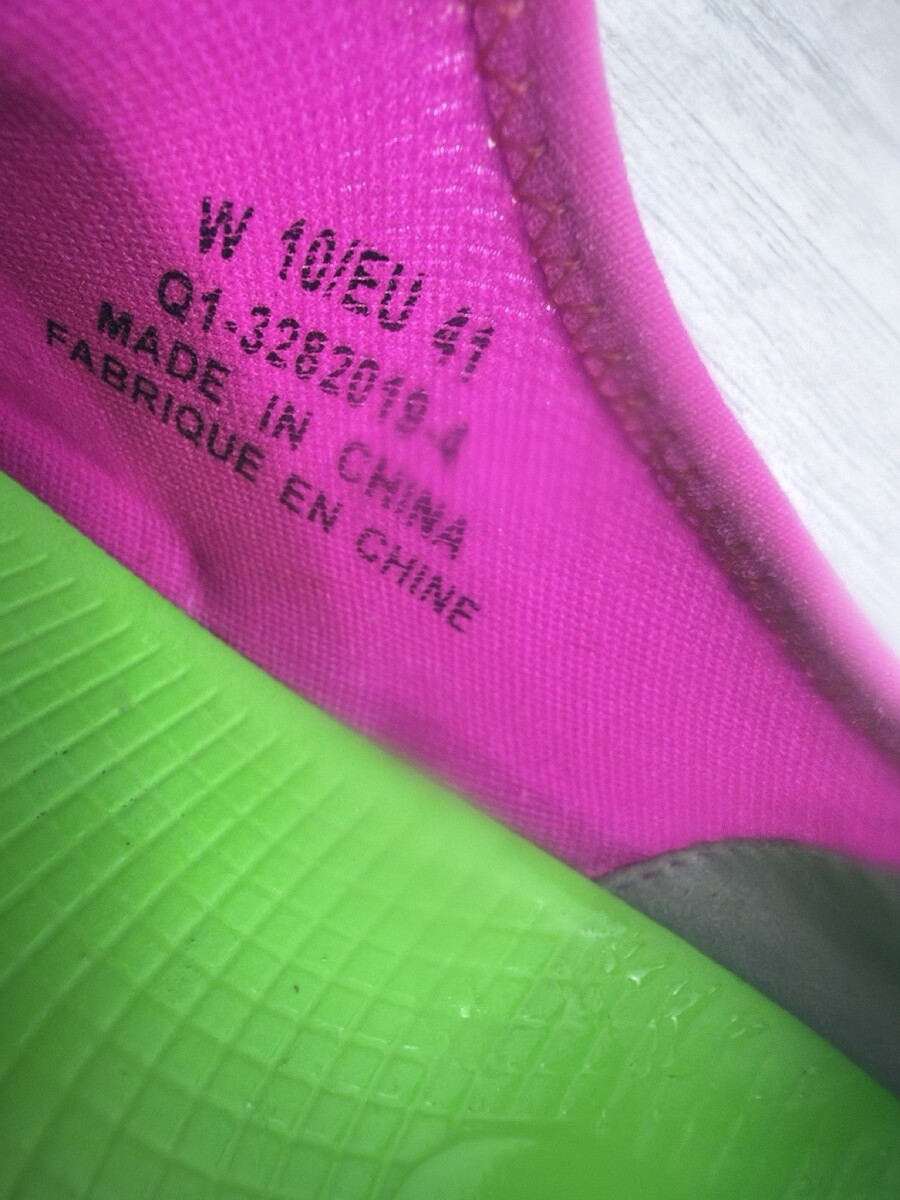 W 10/EU 41
Q1-3282019-4
MADE IN CHINA
FABRIQUE EN CHINE